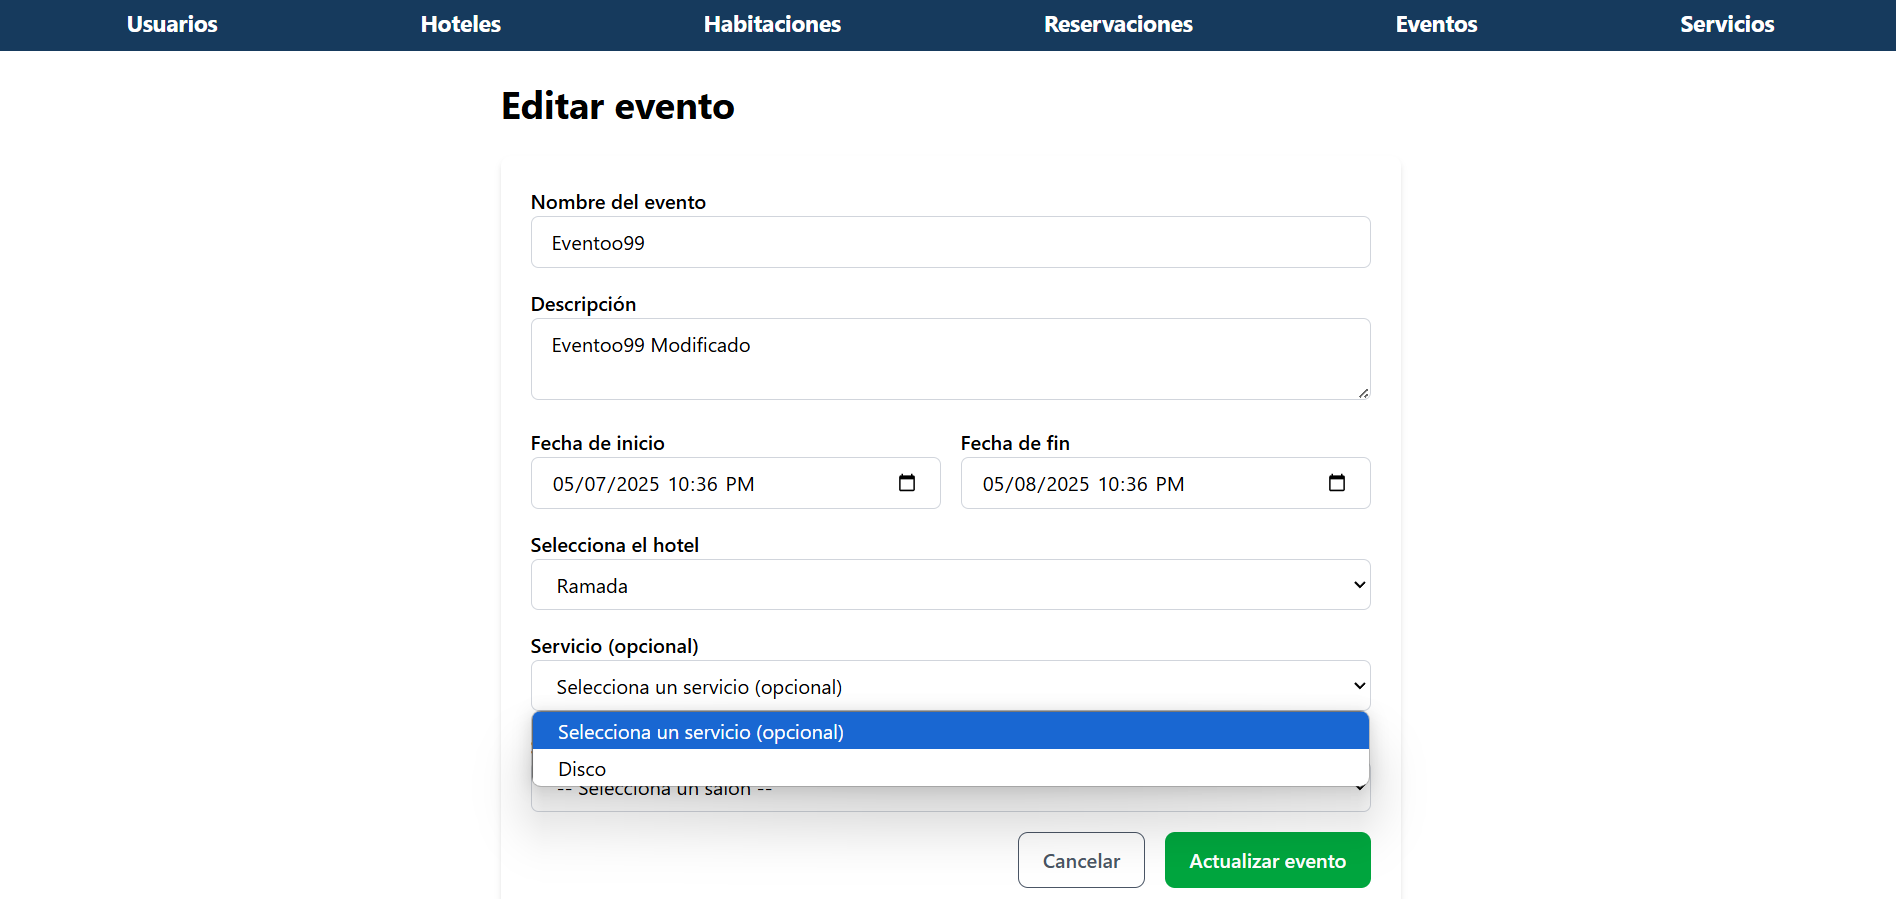 Usuarios Hoteles Habitaciones Reservaciones Eventos Servicios
Editar evento
Nombre del evento
Eventoo99
Descripción
Eventoo99 Modificado
Fecha de inicio Fecha de fin
05/07/2025 10:36 PM 05/08/2025 10:36 PM
Selecciona el hotel
Ramada
Servicio (opcional)
Selecciona un servicio (opcional)
Selecciona un servicio (opcional)
Disco
-- Selecciona un salón --
Cancelar Actualizar evento